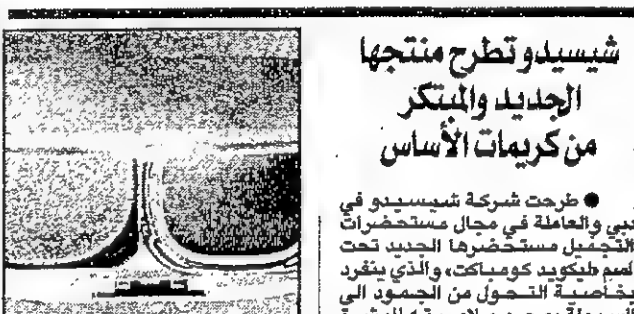 شيسيدو تطرح منتجها
الجديد والمبتكر
من كريمات الأساس
● طرحت شركة شيسيدو في
دبي والعاملة في مجال مستحضرات
التجميل مستحضرها الجديد تحت
اسم «ليكويد كومباكت» والذي ينفرد
بخاصية التحول من الجمود الى